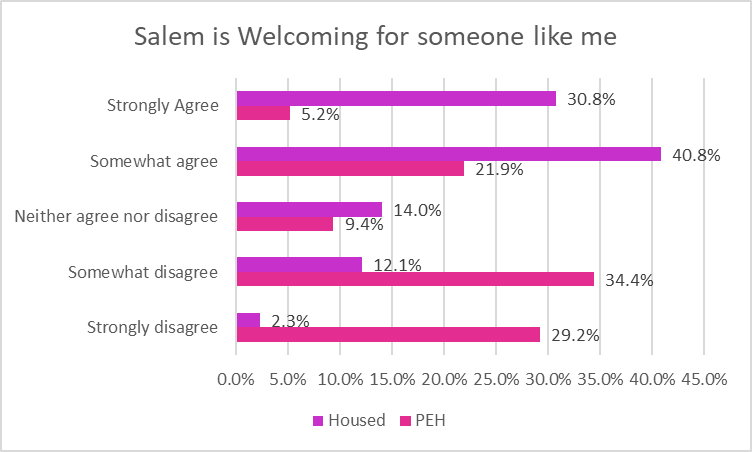 Salem is Welcoming for someone like me
Strongly Agree
30.8%
5.2%
Somewhat agree
40.8%
21.9%
Neither agree nor disagree
14.0%
9.4%
Somewhat disagree
12.1%
34.4%
Strongly disagree
2.3%
29.2%
0.0% 5.0% 10.0% 15.0% 20.0% 25.0% 30.0% 35.0% 40.0% 45.0%
Housed PEH